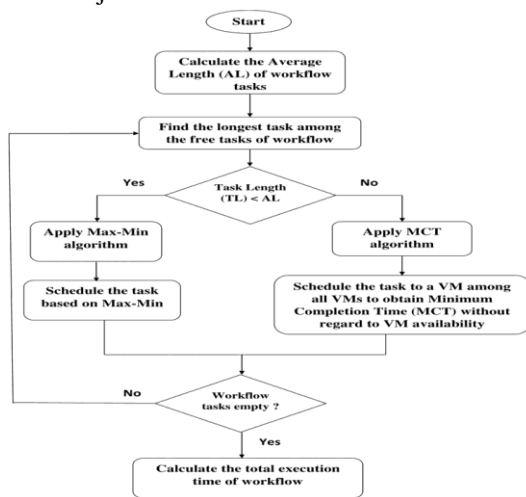 Start
Calculate the Average
Length (AL) of workflow
tasks
Find the longest task among
the free tasks of workflow
Yes
Task Length
(TL) < AL
No
Apply Max-Min
algorithm
Apply MCT
algorithm
Schedule the task
based on Max-Min
Schedule the task to a VM among
all VMs to obtain Minimum
Completion Time (MCT) without
regard to VM availability
No
Workflow
tasks empty ?
Yes
Calculate the total execution
time of workflow